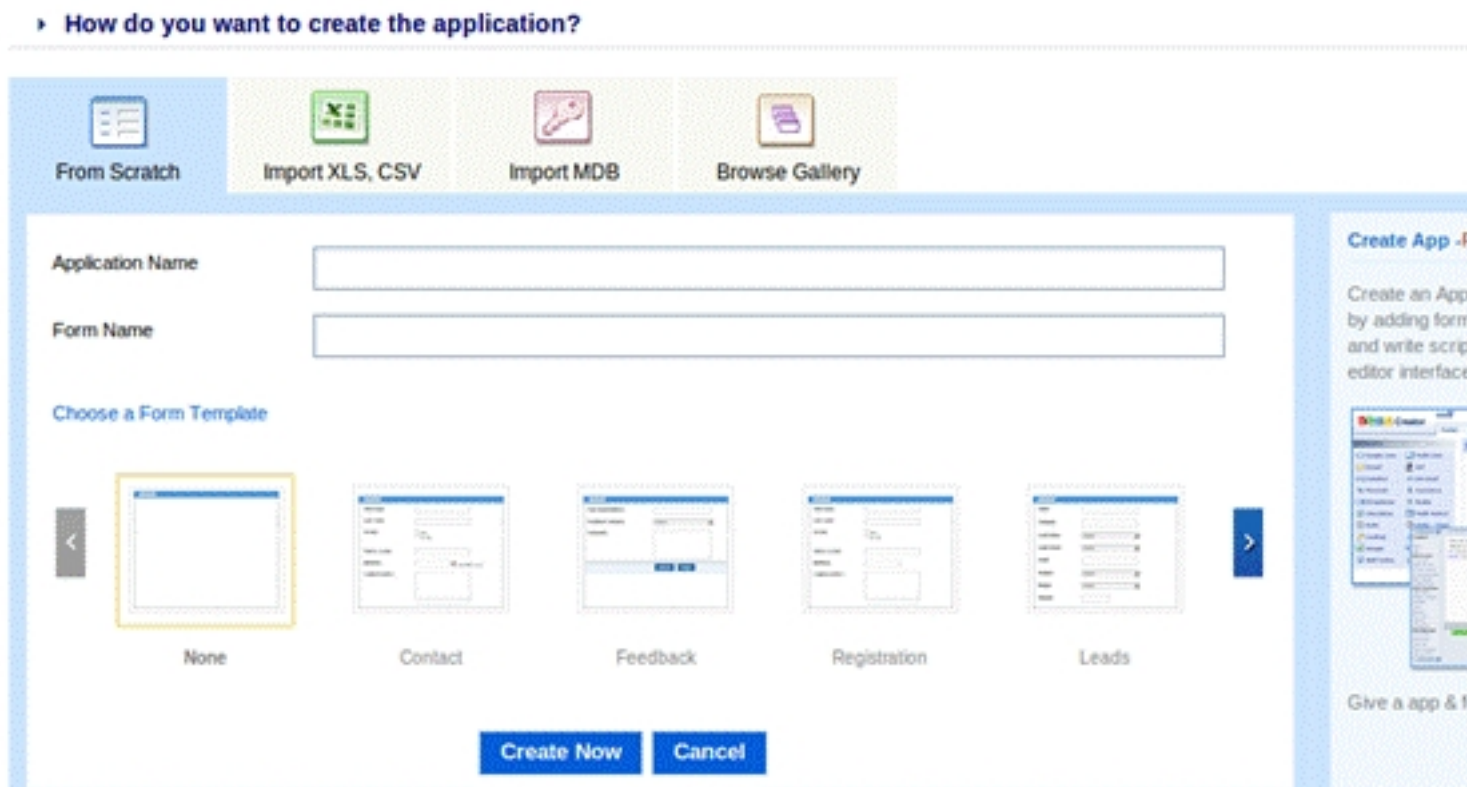 How do you want to create the application?
From Scratch
Import XLS, CSV
Import MDB
Browse Gallery
Application Name
Form Name
Choose a Form Template
None
Contact
Feedback
Registration
Leads
Create Now
Cancel
Create App -
Create an App
by adding form
and write scrip
editor interface
Creator
Give a app & f